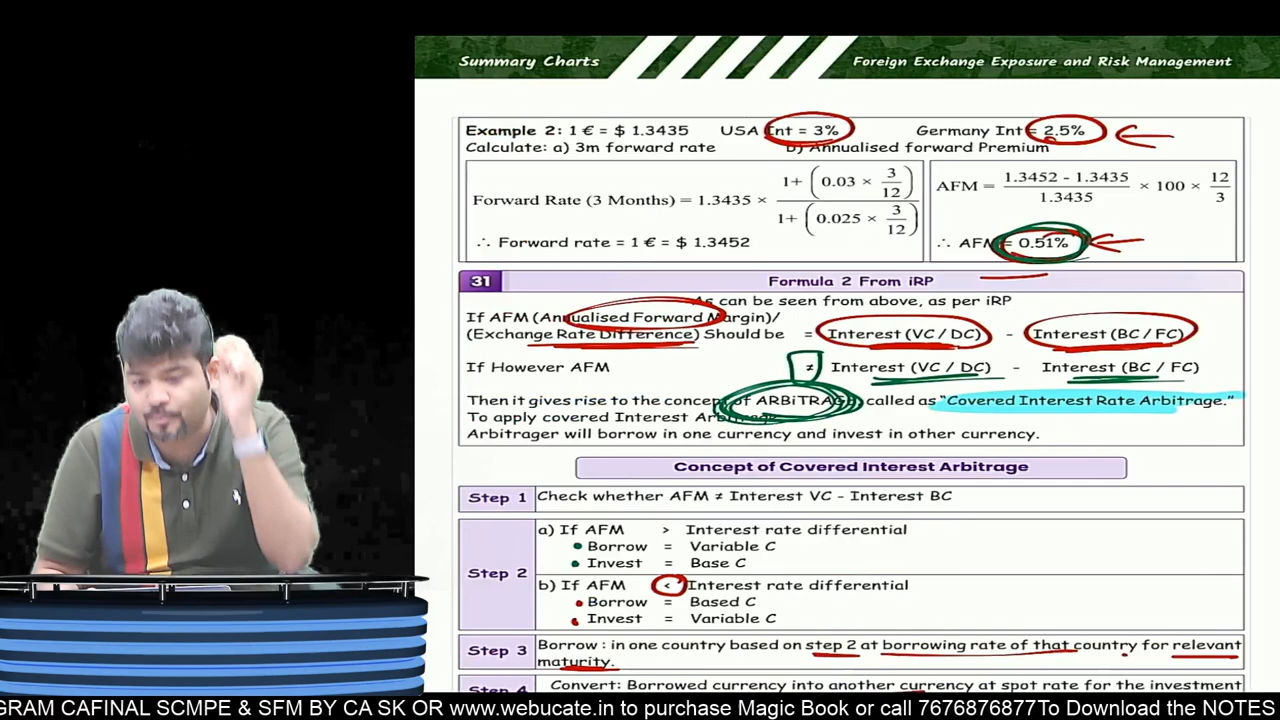 Summary Charts
Foreign Exchange Exposure and Risk Management
Example 2: 1 € = $ 1.3435 USA Int = 3% Germany Int = 2.5%
Calculate: a) 3m forward rate b) Annualised forward Premium
Forward Rate (3 Months) = 1.3435 × 1+ ( 0.03 × 3/12 ) / 1+ ( 0.025 × 3/12 )
∴ Forward rate = 1 € = $ 1.3452
AFM = 1.3452 - 1.3435 / 1.3435 × 100 × 12/3
∴ AFM = 0.51%
31 Formula 2 From iRP
As can be seen from above, as per iRP
If AFM (Annualised Forward Margin)/
(Exchange Rate Difference) Should be = Interest (VC / DC) - Interest (BC / FC)
If However AFM ≠ Interest (VC / DC) - Interest (BC / FC)
Then it gives rise to the concept of ARBiTRAGE, called as "Covered Interest Rate Arbitrage."
To apply covered Interest Arbitrage
Arbitrager will borrow in one currency and invest in other currency.
Concept of Covered Interest Arbitrage
Step 1 Check whether AFM ≠ Interest VC - Interest BC
Step 2
a) If AFM > Interest rate differential
• Borrow = Variable C
• Invest = Base C
b) If AFM < Interest rate differential
• Borrow = Based C
• Invest = Variable C
Step 3 Borrow : in one country based on step 2 at borrowing rate of that country for relevant
maturity.
Step 4 Convert: Borrowed currency into another currency at spot rate for the investment
GRAM CAFINAL SCMPE & SFM BY CA SK OR www.webucate.in to purchase Magic Book or call 7676876877To Download the NOTES